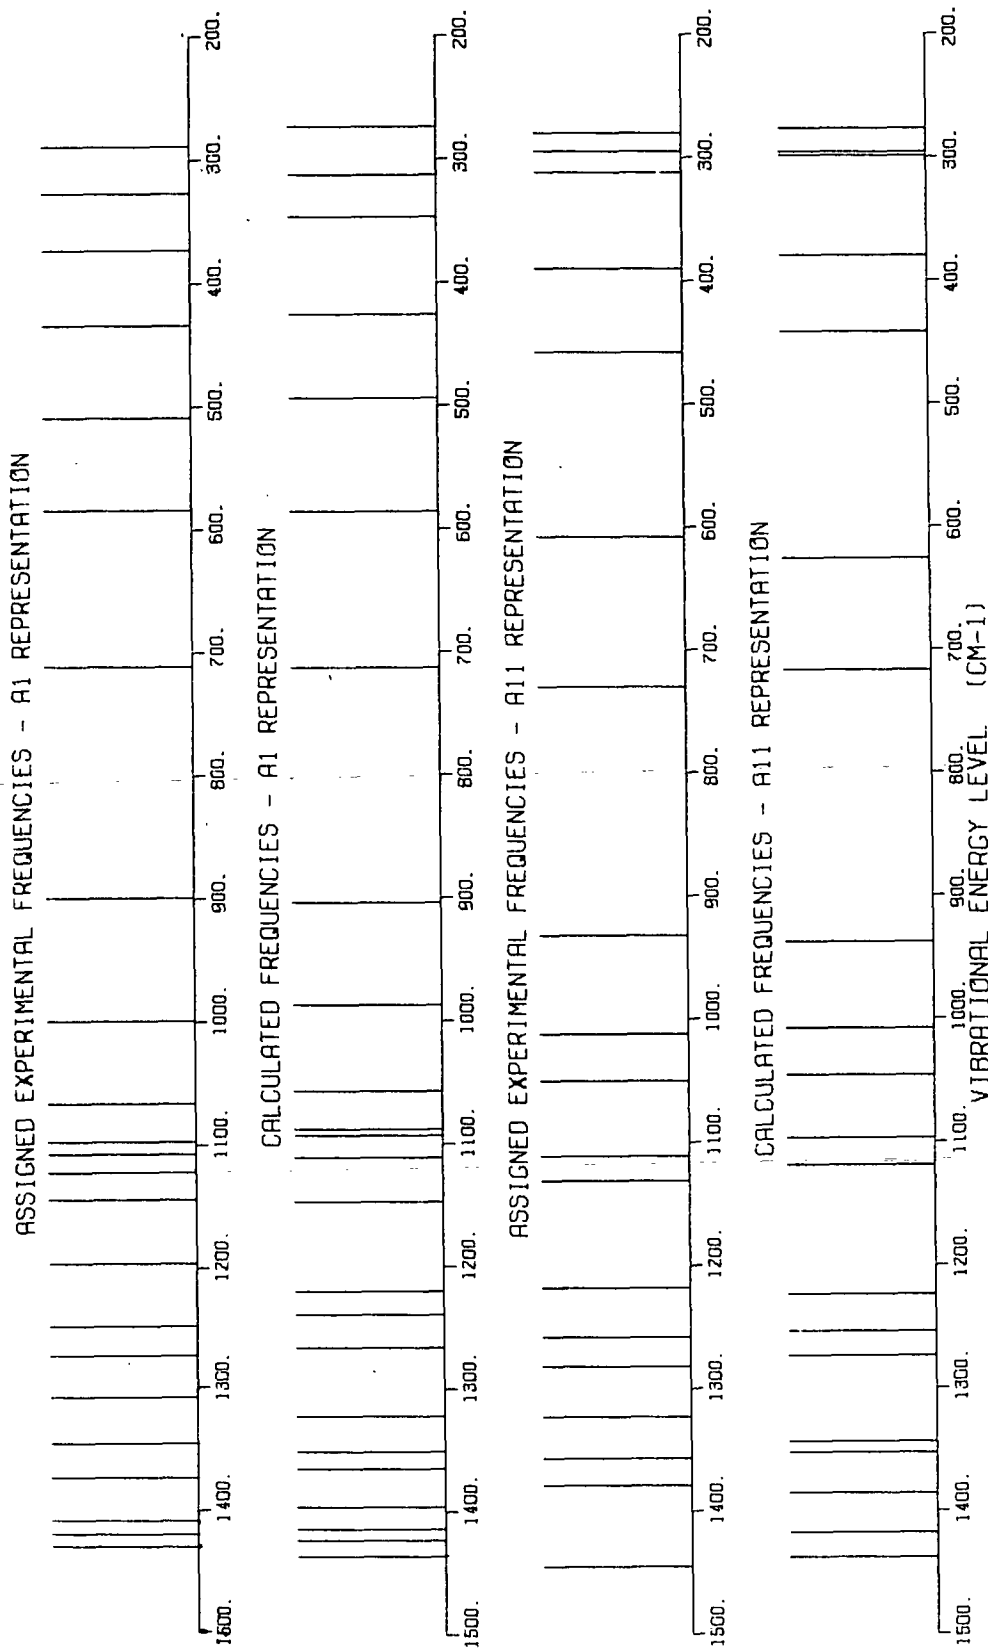 ASSIGNED EXPERIMENTAL FREQUENCIES - A1 REPRESENTATION
1500. 1400. 1300. 1200. 1100. 1000. 900. 800. 700. 600. 500. 400. 300. 200.
CALCULATED FREQUENCIES - A1 REPRESENTATION
1500. 1400. 1300. 1200. 1100. 1000. 900. 800. 700. 600. 500. 400. 300. 200.
ASSIGNED EXPERIMENTAL FREQUENCIES - A11 REPRESENTATION
1500. 1400. 1300. 1200. 1100. 1000. 900. 800. 700. 600. 500. 400. 300. 200.
CALCULATED FREQUENCIES - A11 REPRESENTATION
1500. 1400. 1300. 1200. 1100. 1000. 900. 800. 700. 600. 500. 400. 300. 200.
VIBRATIONAL ENERGY LEVEL (CM-1)